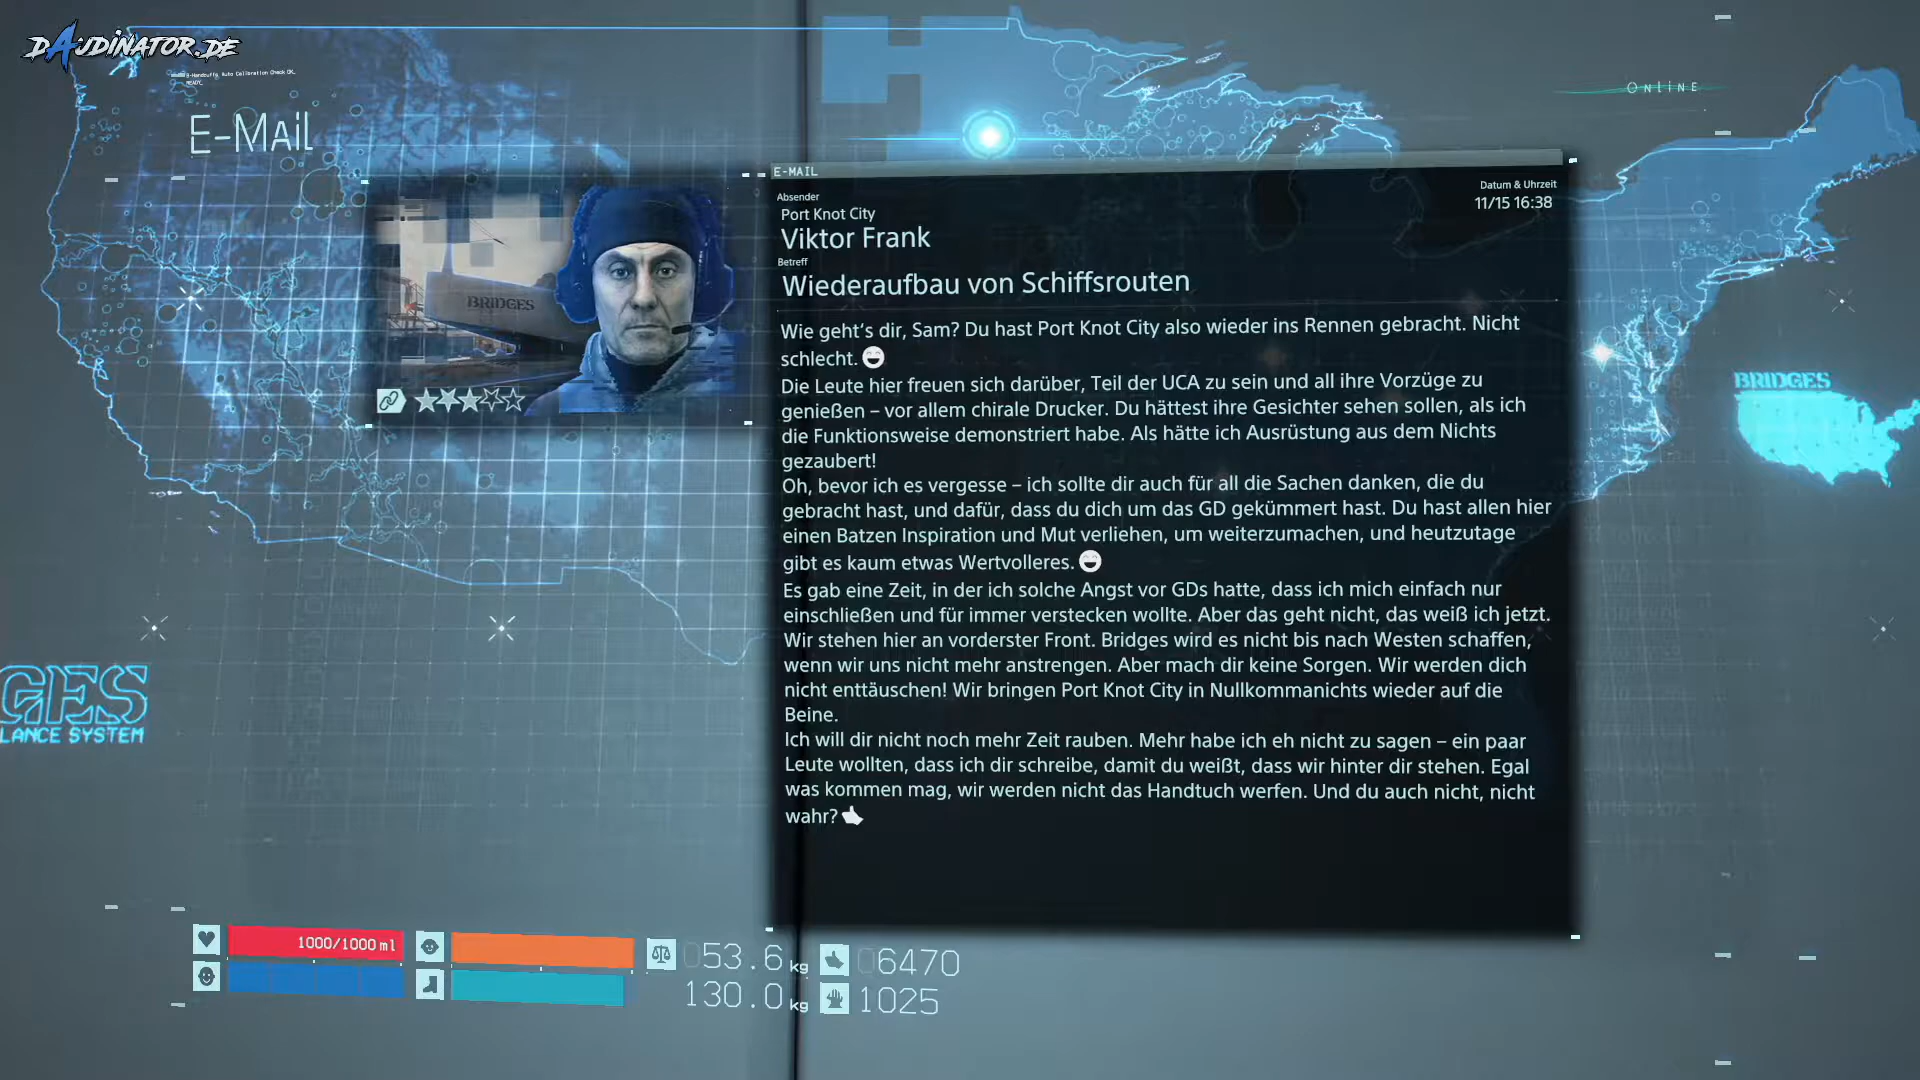 DAUDINATOR.DE
READY.
E-MAiL
ONLiNE
E-MAIL
Absender
Datum & Uhrzeit
Port Knot City
11/15 16:38
Viktor Frank
Betreff
Wiederaufbau von Schiffsrouten
Wie geht's dir, Sam? Du hast Port Knot City also wieder ins Rennen gebracht. Nicht
schlecht.
Die Leute hier freuen sich darüber, Teil der UCA zu sein und all ihre Vorzüge zu
genießen – vor allem chirale Drucker. Du hättest ihre Gesichter sehen sollen, als ich
die Funktionsweise demonstriert habe. Als hätte ich Ausrüstung aus dem Nichts
gezaubert!
Oh, bevor ich es vergesse – ich sollte dir auch für all die Sachen danken, die du
gebracht hast, und dafür, dass du dich um das GD gekümmert hast. Du hast allen hier
einen Batzen Inspiration und Mut verliehen, um weiterzumachen, und heutzutage
gibt es kaum etwas Wertvolleres.
Es gab eine Zeit, in der ich solche Angst vor GDs hatte, dass ich mich einfach nur
einschließen und für immer verstecken wollte. Aber das geht nicht, das weiß ich jetzt.
Wir stehen hier an vorderster Front. Bridges wird es nicht bis nach Westen schaffen,
wenn wir uns nicht mehr anstrengen. Aber mach dir keine Sorgen. Wir werden dich
nicht enttäuschen! Wir bringen Port Knot City in Nullkommanichts wieder auf die
Beine.
Ich will dir nicht noch mehr Zeit rauben. Mehr habe ich eh nicht zu sagen – ein paar
Leute wollten, dass ich dir schreibe, damit du weißt, dass wir hinter dir stehen. Egal
was kommen mag, wir werden nicht das Handtuch werfen. Und du auch nicht, nicht
wahr?
BRIDGES
BRIDGES
GES
LANCE SYSTEM
1000/1000 ml
053.6 kg
130.0 kg
06470
1025